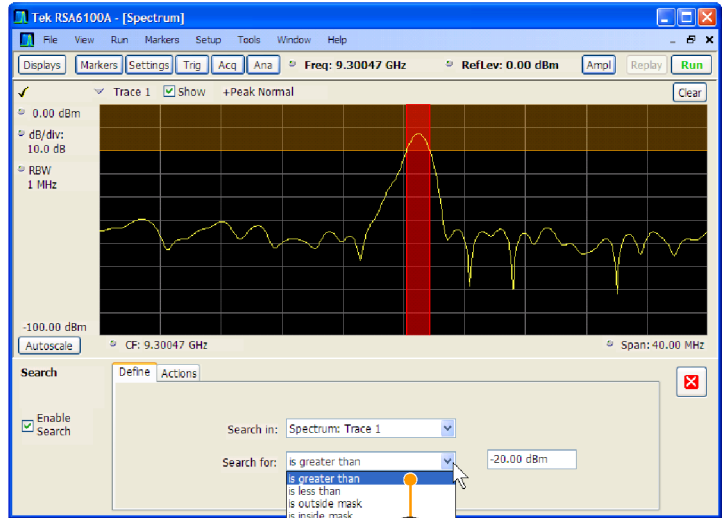 Tek RSA6100A - [Spectrum]
File View Run Markers Setup Tools Window Help
Displays Markers Settings Trig Acq Ana Freq: 9.30047 GHz RefLev: 0.00 dBm Ampl Replay Run
Trace 1 Show +Peak Normal Clear
0.00 dBm
dB/div:
10.0 dB
RBW
1 MHz
-100.00 dBm
Autoscale CF: 9.30047 GHz Span: 40.00 MHz
Search Define Actions
Enable
Search
Search in: Spectrum: Trace 1
Search for: is greater than -20.00 dBm
is greater than
is less than
is outside mask
is inside mask